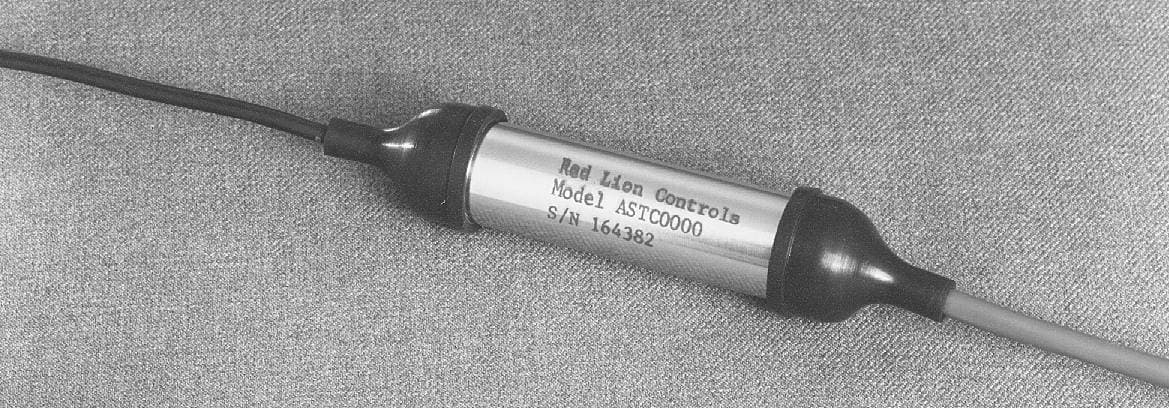 Red Lion Controls
Model ASTC0000
S/N 164382